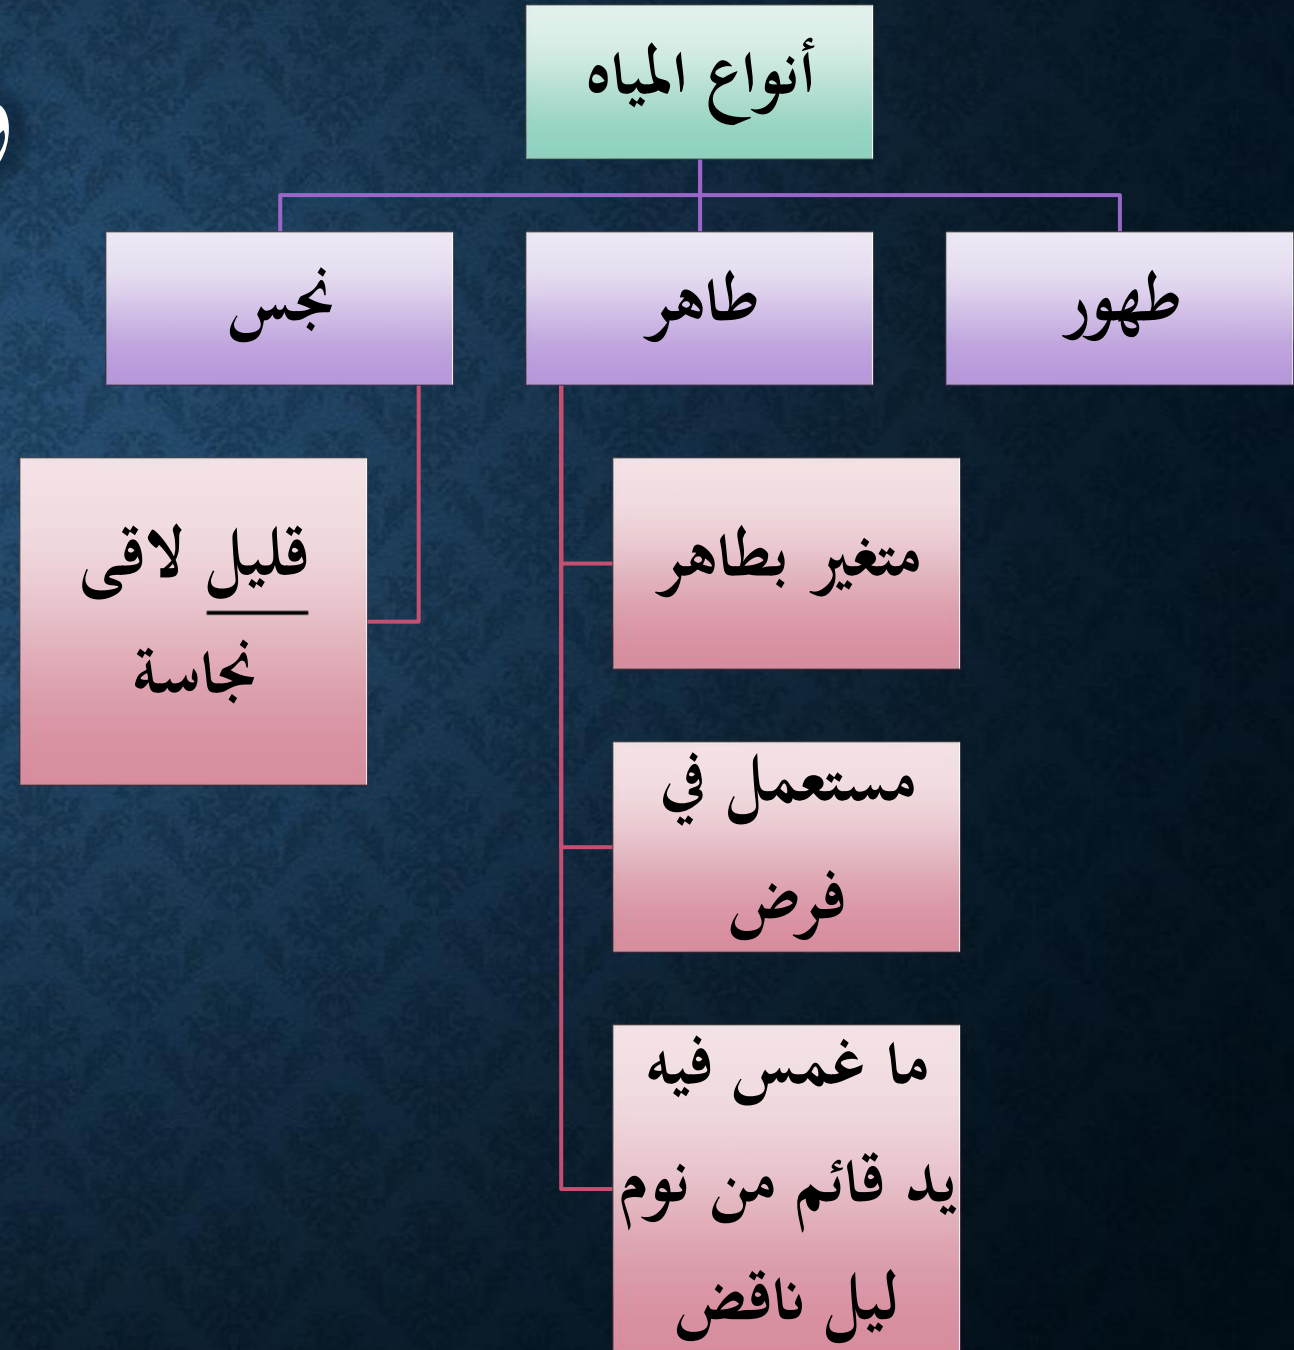 أنواع المياه
طهور
طاهر
نجس
متغير بطاهر
مستعمل في
فرض
ما غمس فيه
يد قائم من نوم
ليل ناقض
قليل لاقى
نجاسة